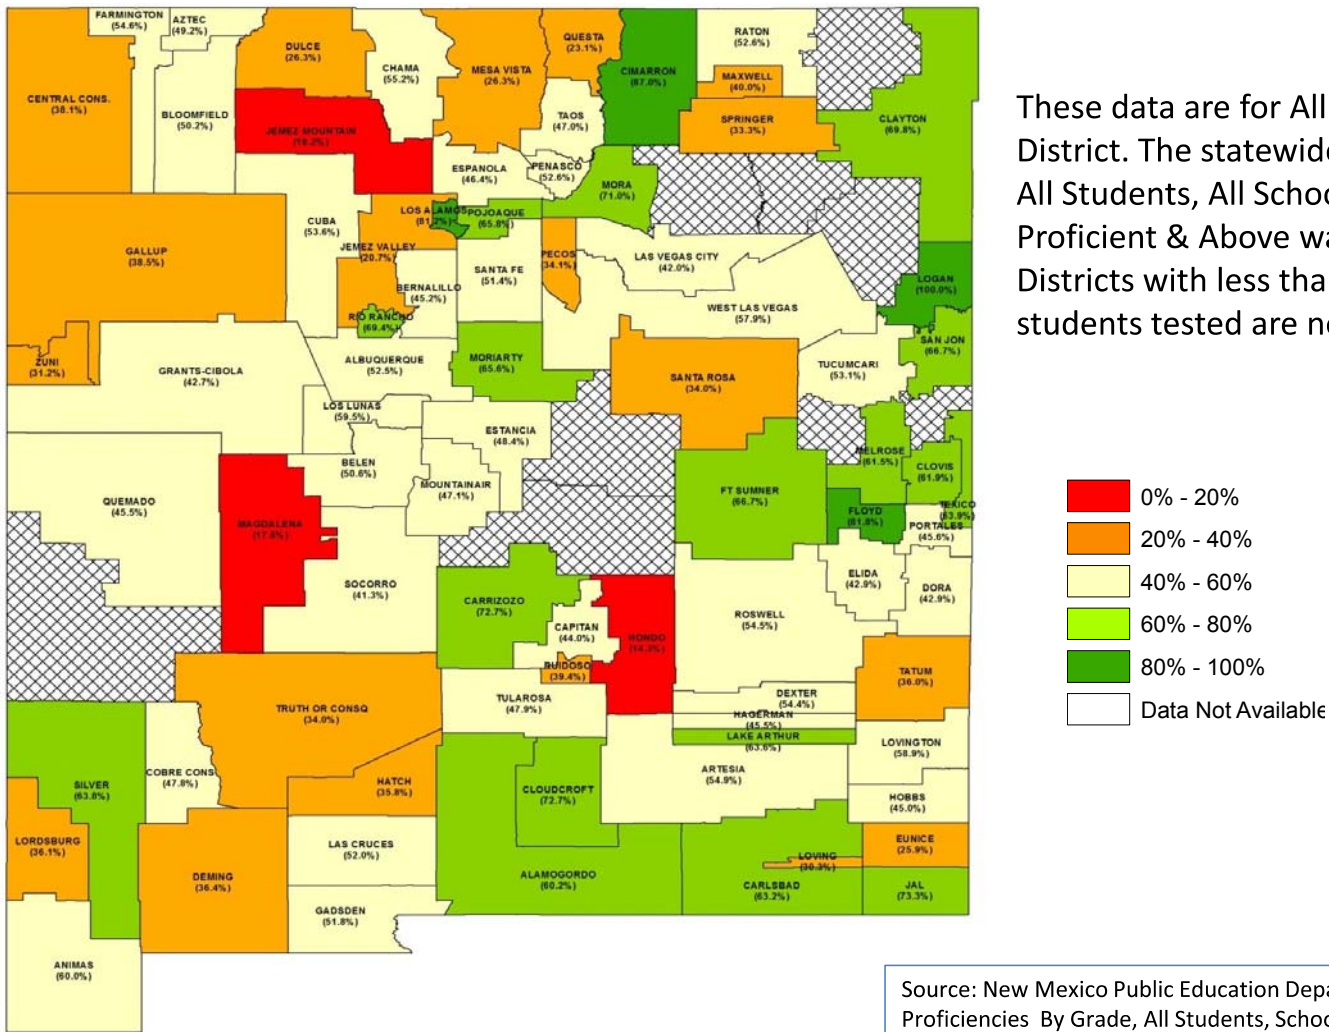 FARMINGTON
(54.6%)
AZTEC
(49.2%)
DULCE
(26.3%)
CHAMA
(55.2%)
MESA VISTA
(26.3%)
QUESTA
(23.1%)
CIMARRON
(87.0%)
RATON
(52.6%)
MAXWELL
(40.0%)
SPRINGER
(33.3%)
CLAYTON
(69.8%)
CENTRAL CONS.
(38.1%)
BLOOMFIELD
(50.2%)
JEMEZ MOUNTAIN
TAOS
(47.0%)
ESPANOLA
(46.4%)
PENASCO
(52.6%)
MORA
(71.0%)
GALLUP
(38.5%)
CUBA
(53.6%)
LOS ALAMOS
POJOAQUE
(65.8%)
JEMEZ VALLEY
(20.7%)
BERNALILLO
(45.2%)
SANTA FE
(51.4%)
PECOS
(34.1%)
LAS VEGAS CITY
(42.0%)
WEST LAS VEGAS
(57.9%)
LOGAN
(100.0%)
RIO RANCHO
(69.4%)
SAN JON
(66.7%)
ZUNI
(31.2%)
GRANTS-CIBOLA
(42.7%)
ALBUQUERQUE
(52.5%)
MORIARTY
(65.6%)
SANTA ROSA
(34.0%)
TUCUMCARI
(53.1%)
LOS LUNAS
(59.5%)
ESTANCIA
(48.4%)
BELEN
(50.6%)
MOUNTAINAIR
(47.1%)
MELROSE
(61.5%)
CLOVIS
(61.9%)
QUEMADO
(45.5%)
MAGDALENA
(17.6%)
FT SUMNER
(66.7%)
FLOYD
(81.8%)
TEXICO
(63.9%)
PORTALES
(45.6%)
SOCORRO
(41.3%)
CARRIZOZO
(72.7%)
CAPITAN
(44.0%)
HONDO
(14.3%)
ROSWELL
(54.5%)
ELIDA
(42.9%)
DORA
(42.9%)
RUIDOSO
(39.4%)
TATUM
(36.0%)
TRUTH OR CONSQ
(34.0%)
TULAROSA
(47.9%)
DEXTER
(54.4%)
HAGERMAN
(45.5%)
LAKE ARTHUR
(63.6%)
LOVINGTON
(58.9%)
SILVER
(63.8%)
COBRE CONS
(47.8%)
HATCH
(35.8%)
CLOUDCROFT
(72.7%)
ARTESIA
(54.9%)
HOBBS
(45.0%)
LORDSBURG
(36.1%)
DEMING
(36.4%)
LAS CRUCES
(52.0%)
ALAMOGORDO
(60.2%)
CARLSBAD
(63.2%)
LOVING
(30.3%)
EUNICE
(25.9%)
JAL
(73.3%)
GADSDEN
(51.8%)
ANIMAS
(60.0%)
These data are for All
District. The statewide
All Students, All Schoo
Proficient & Above wa
Districts with less tha
students tested are no
0% - 20%
20% - 40%
40% - 60%
60% - 80%
80% - 100%
Data Not Available
Source: New Mexico Public Education Depa
Proficiencies By Grade, All Students, Schoo